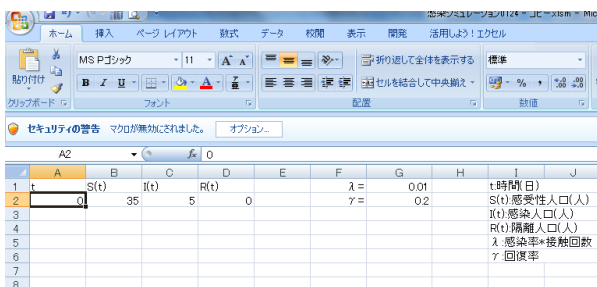 感染シミュレーション0124 - コピー.xlsm - Mic
ホーム 挿入 ページ レイアウト 数式 データ 校閲 表示 開発 活用しよう！エクセル
貼り付け
MS Pゴシック 11 A A 折り返して全体を表示する 標準
B I U A セルを結合して中央揃え % ,
クリップボード フォント 配置 数値
セキュリティの警告 マクロが無効にされました。 オプション...
A2 fx 0
A B C D E F G H I J
1 t S(t) I(t) R(t) λ = 0.01 t:時間(日)
2 0 35 5 0 γ = 0.2 S(t):感受性人口(人)
3 I(t):感染人口(人)
4 R(t):隔離人口(人)
5 λ:感染率*接触回数
6 γ:回復率
7
8